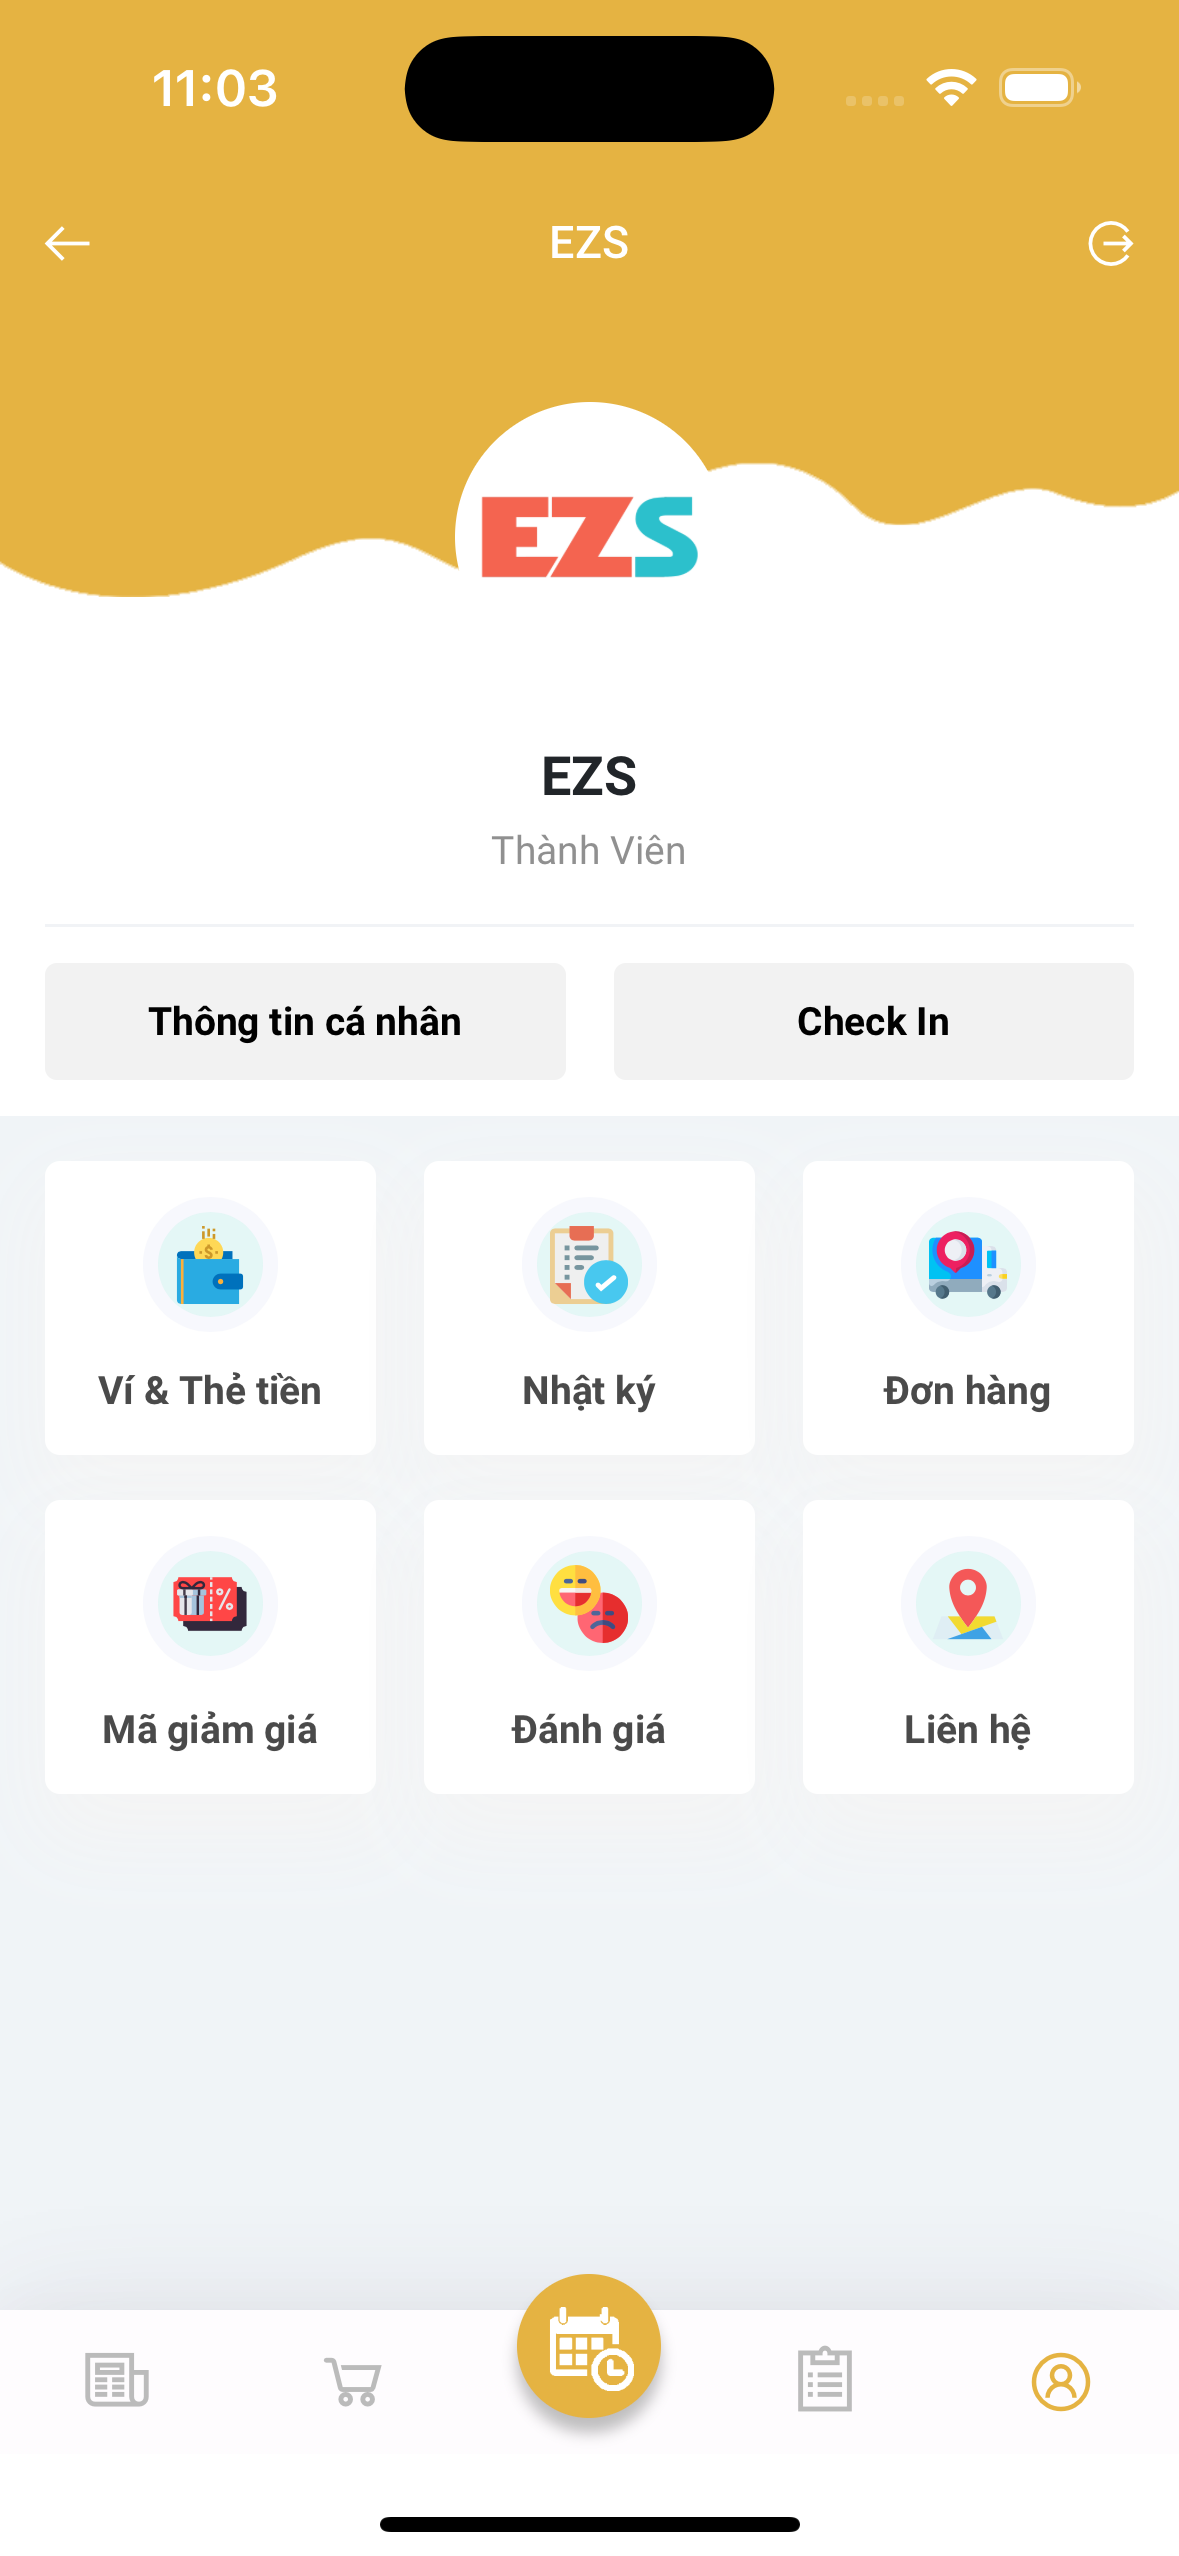 11:03
EZS
EZS
EZS
Thành Viên
Thông tin cá nhân
Check In
Ví & Thẻ tiền
Nhật ký
Đơn hàng
Mã giảm giá
Đánh giá
Liên hệ